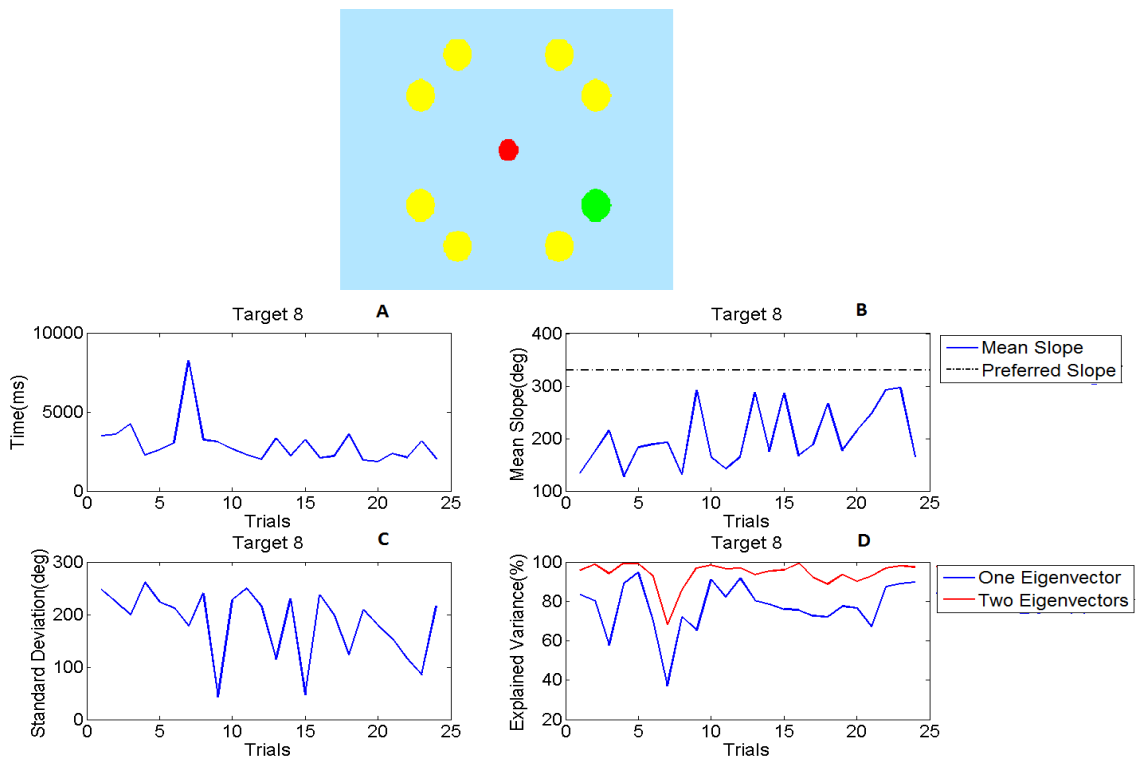 Target 8
A
10000
5000
0
Time(ms)
0 5 10 15 20 25
Trials
Target 8
B
400
300
200
100
Mean Slope(deg)
0 5 10 15 20 25
Trials
Mean Slope
Preferred Slope
Target 8
C
300
200
100
0
Standard Deviation(deg)
0 5 10 15 20 25
Trials
Target 8
D
100
80
60
40
20
Explained Variance(%)
0 5 10 15 20 25
Trials
One Eigenvector
Two Eigenvectors